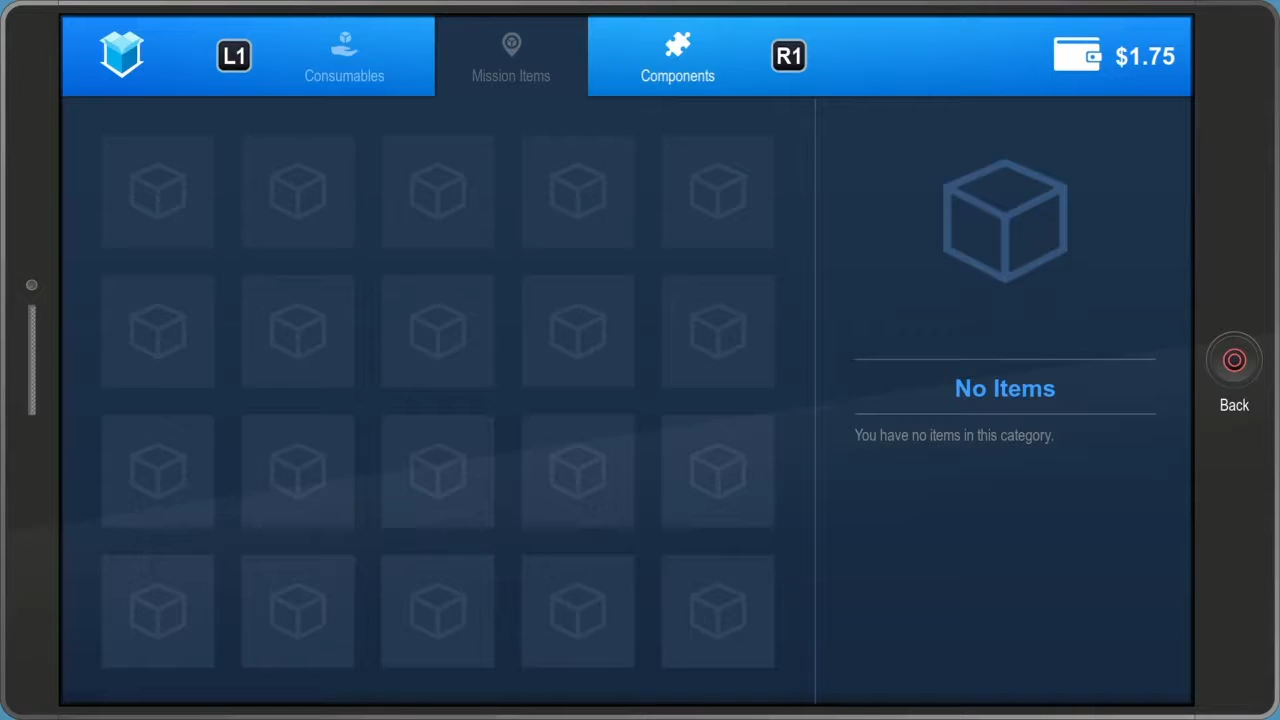 L1
Consumables
Mission Items
Components
R1
$1.75
No Items
You have no items in this category.
Back